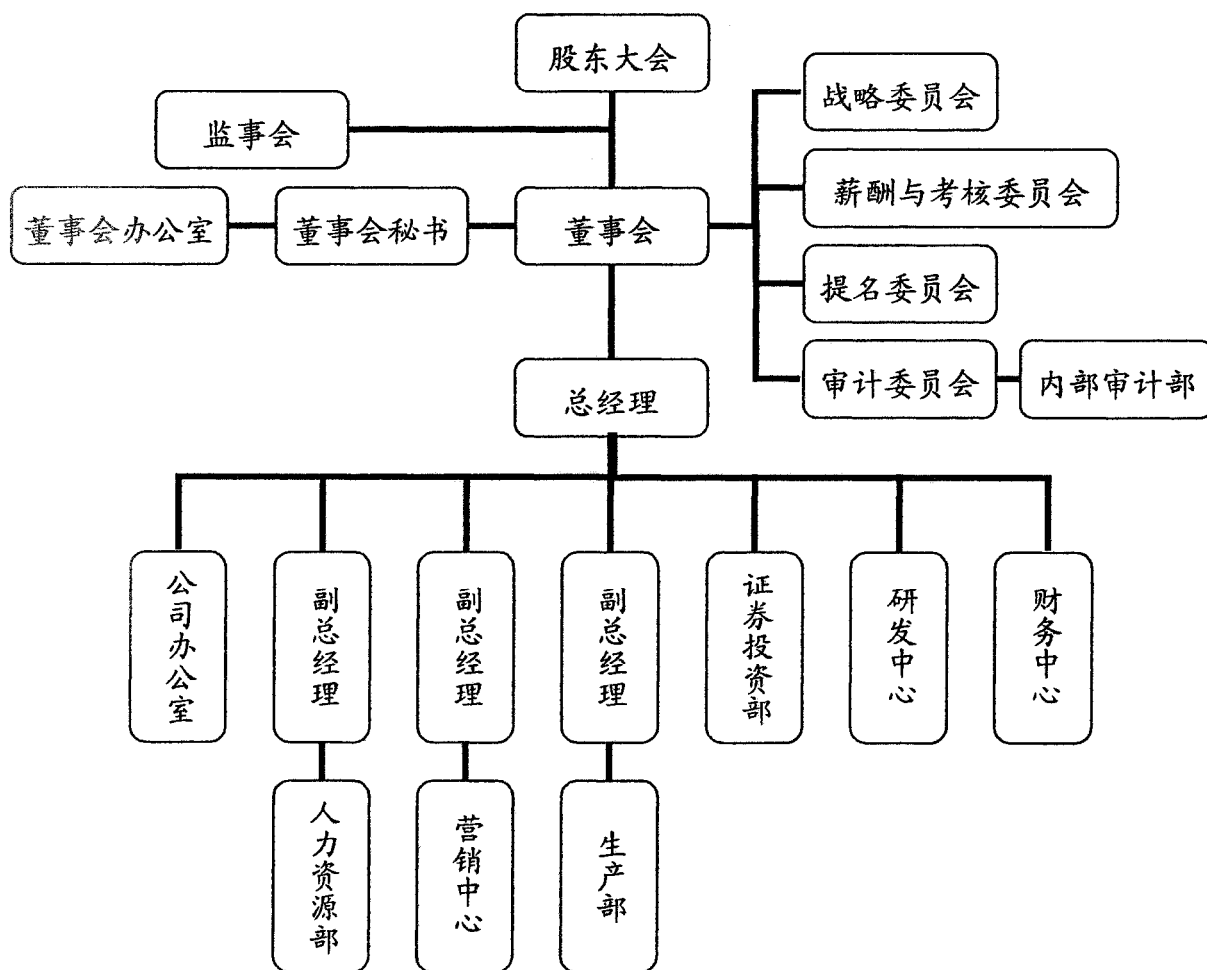 股东大会
战略委员会
监事会
薪酬与考核委员会
董事会办公室
董事会秘书
董事会
提名委员会
总经理
审计委员会
内部审计部
公司办公室
副总经理
副总经理
副总经理
证券投资部
研发中心
财务中心
人力资源部
营销中心
生产部